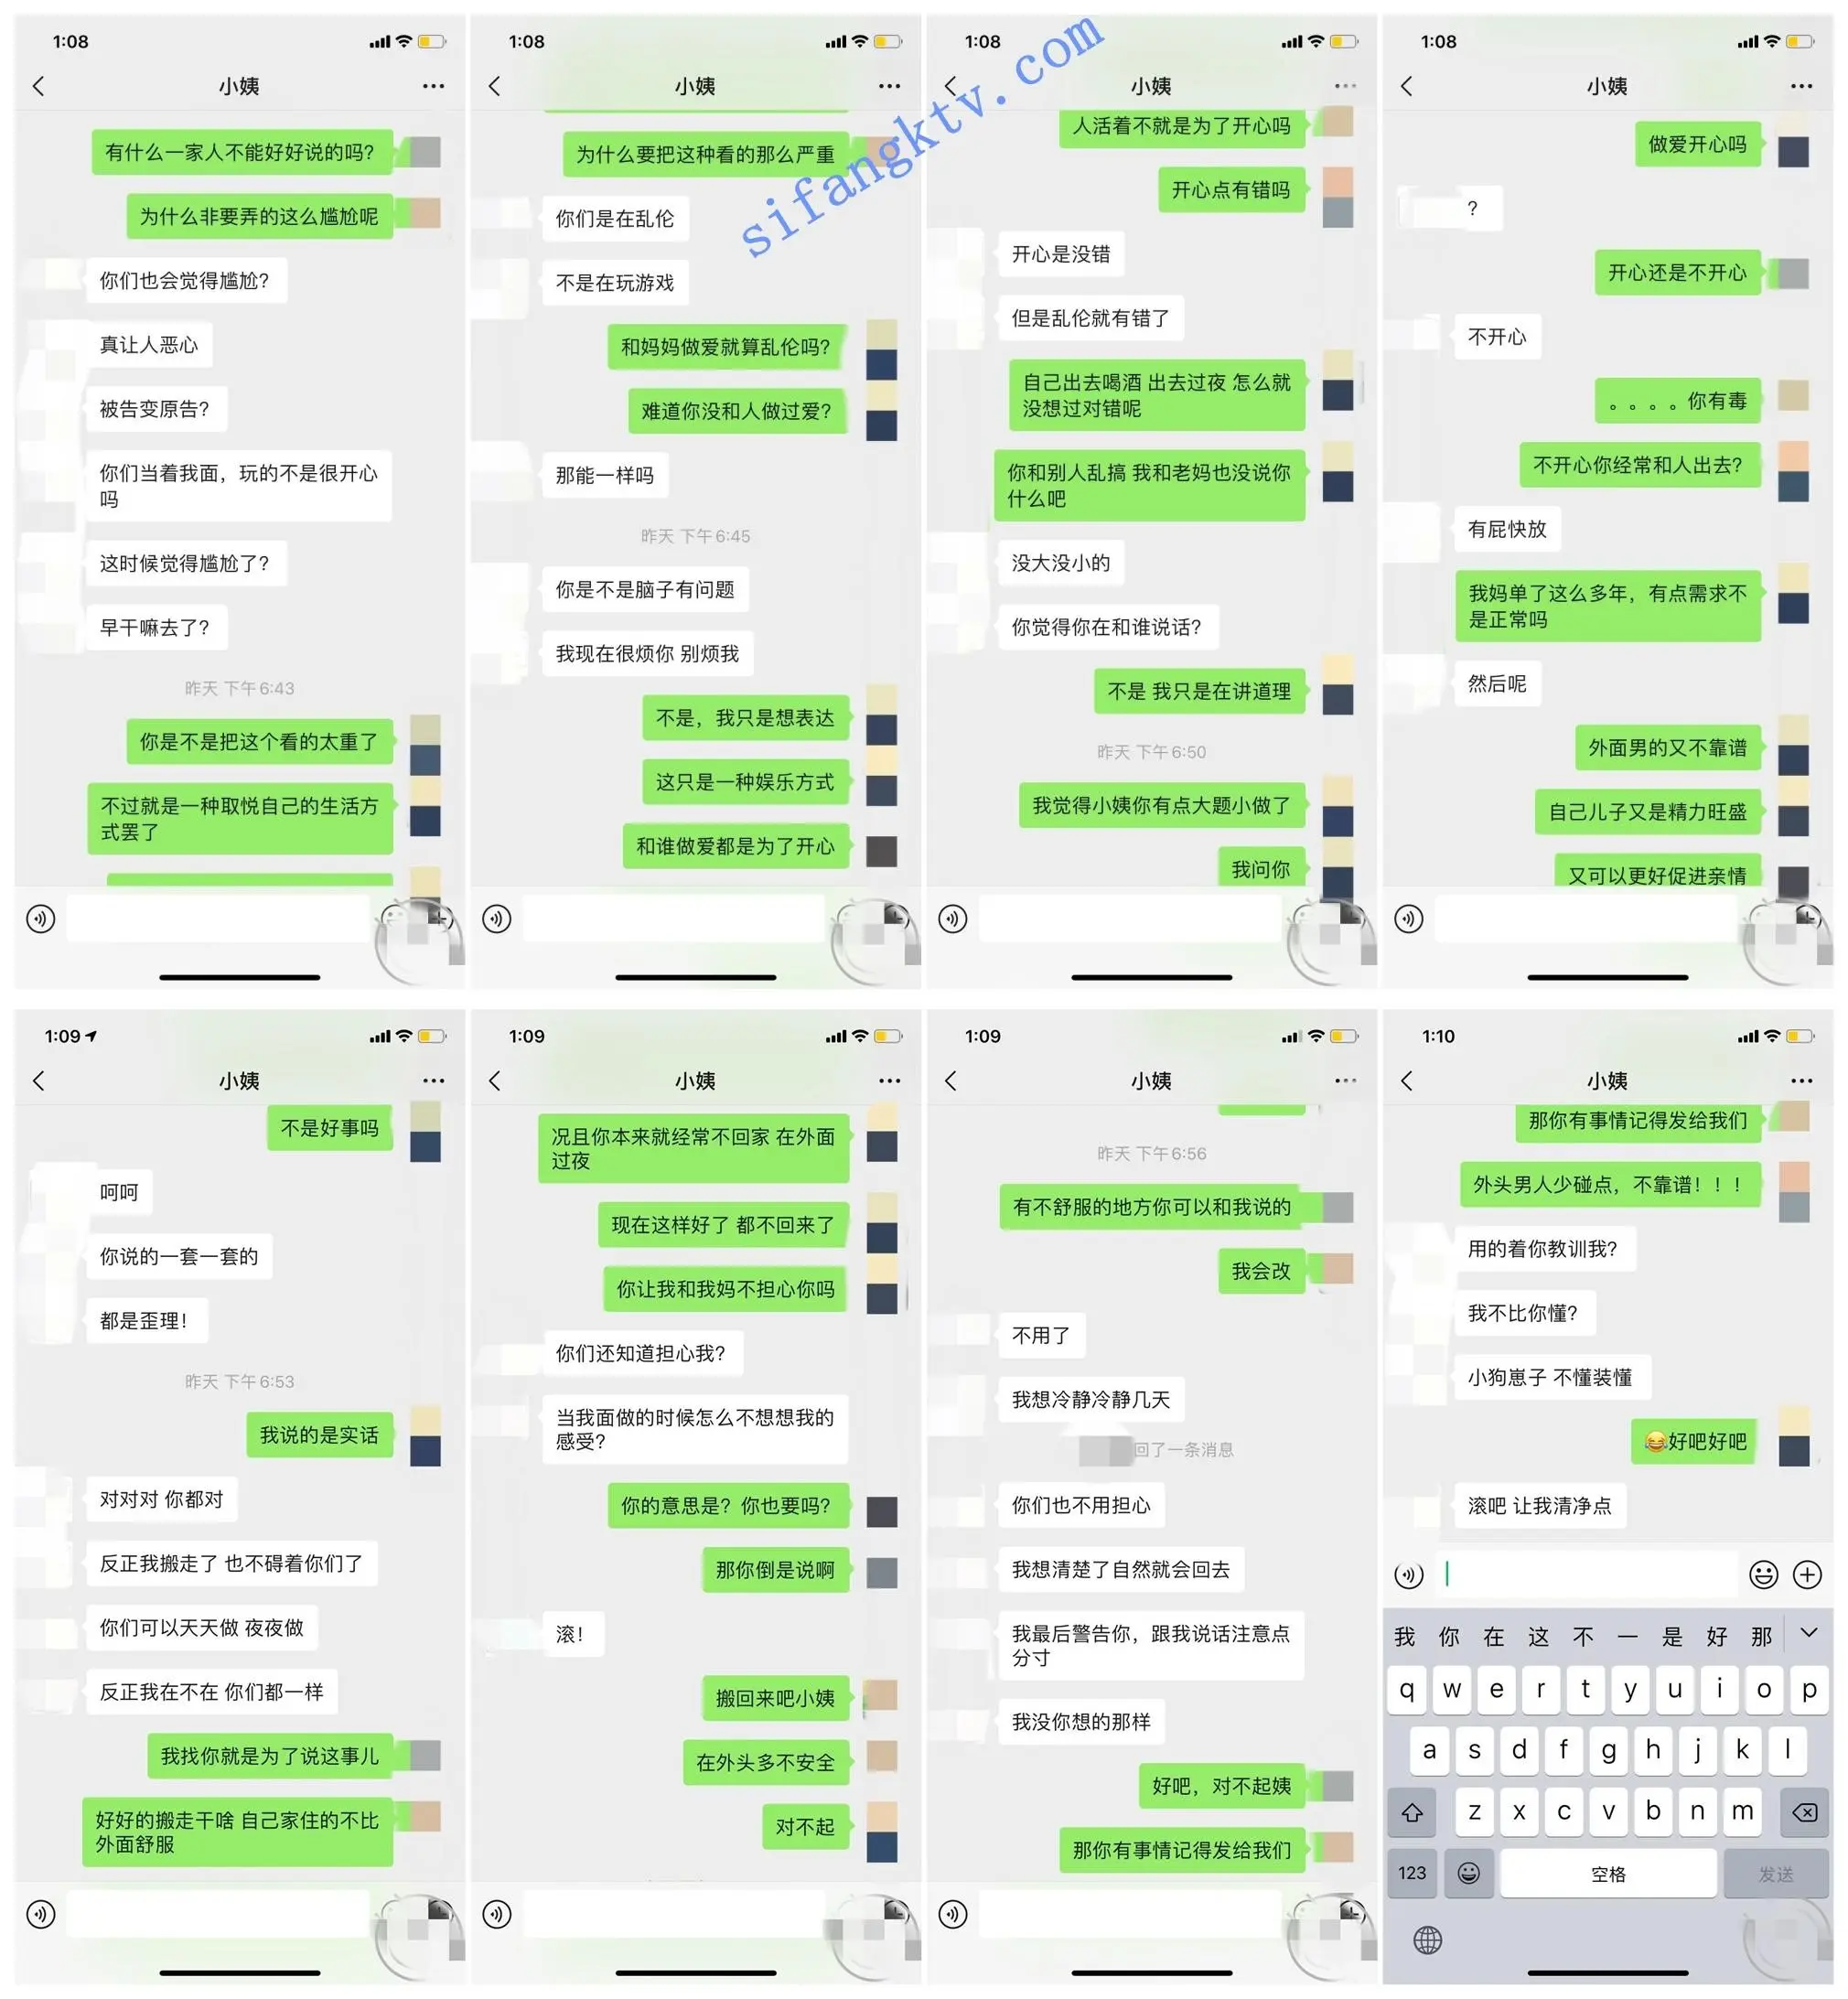 1:08
小姨
有什么一家人不能好好说的吗?
为什么非要弄的这么尴尬呢
你们也会觉得尴尬?
真让人恶心
被告变原告?
你们当着我面，玩的不是很开心
吗
这时候觉得尴尬了?
早干嘛去了?
昨天 下午6:43
你是不是把这个看的太重了
不过就是一种取悦自己的生活方
式罢了
1:08
小姨
为什么要把这种看的那么严重
你们是在乱伦
不是在玩游戏
和妈妈做爱就算乱伦吗?
难道你没和人做过爱?
那能一样吗
昨天 下午6:45
你是不是脑子有问题
我现在很烦你 别烦我
不是，我只是想表达
这只是一种娱乐方式
和谁做爱都是为了开心
1:08
小姨
人活着不就是为了开心吗
开心点有错吗
开心是没错
但是乱伦就有错了
自己出去喝酒 出去过夜 怎么就
没想过对错呢
你和别人乱搞 我和老妈也没说你
什么吧
没大没小的
你觉得你在和谁说话?
不是 我只是在讲道理
昨天 下午6:50
我觉得小姨你有点大题小做了
我问你
1:08
小姨
做爱开心吗
?
开心还是不开心
不开心
。。。。你有毒
不开心你经常和人出去?
有屁快放
我妈单了这么多年，有点需求不
是正常吗
然后呢
外面男的又不靠谱
自己儿子又是精力旺盛
又可以更好促进亲情
sifangktv.com
1:09
小姨
不是好事吗
呵呵
你说的一套一套的
都是歪理!
昨天 下午6:53
我说的是实话
对对对 你都对
反正我搬走了 也不碍着你们了
你们可以天天做 夜夜做
反正我在不在 你们都一样
我找你就是为了说这事儿
好好的搬走干啥 自己家住的不比
外面舒服
1:09
小姨
况且你本来就经常不回家 在外面
过夜
现在这样好了 都不回来了
你让我和我妈不担心你吗
你们还知道担心我?
当我面做的时候怎么不想想我的
感受?
你的意思是? 你也要吗?
那你倒是说啊
滚!
搬回来吧小姨
在外头多不安全
对不起
1:09
小姨
昨天 下午6:56
有不舒服的地方你可以和我说的
我会改
不用了
我想冷静冷静几天
回了一条消息
你们也不用担心
我想清楚了自然就会回去
我最后警告你，跟我说话注意点
分寸
我没你想的那样
好吧，对不起姨
那你有事情记得发给我们
1:10
小姨
那你有事情记得发给我们
外头男人少碰点，不靠谱! ! !
用的着你教训我?
我不比你懂?
小狗崽子 不懂装懂
😂好吧好吧
滚吧 让我清净点
我 你 在 这 不 一 是 好 那
q w e r t y u i o p
a s d f g h j k l
z x c v b n m
123 空格 发送